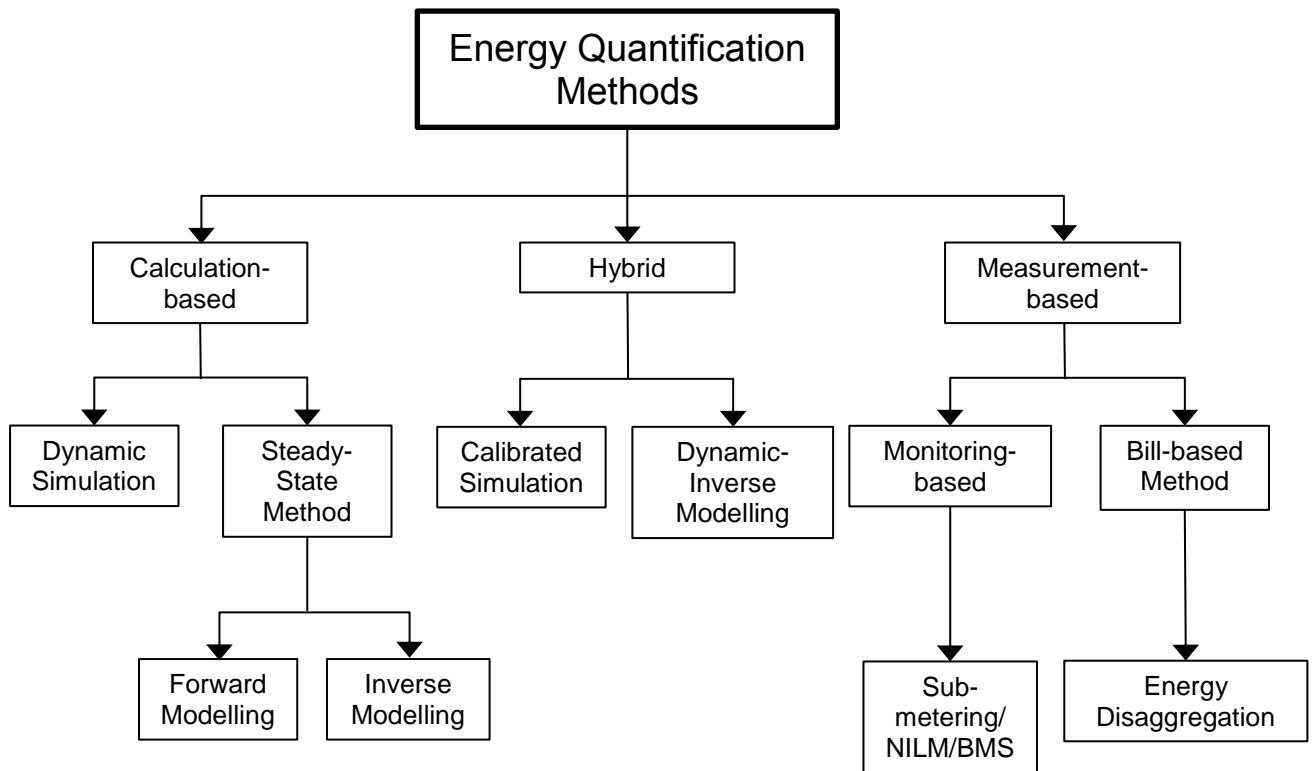 Energy Quantification
Methods
Calculation-
based
Hybrid
Measurement-
based
Dynamic
Simulation
Steady-
State
Method
Calibrated
Simulation
Dynamic-
Inverse
Modelling
Monitoring-
based
Bill-based
Method
Forward
Modelling
Inverse
Modelling
Sub-
metering/
NILM/BMS
Energy
Disaggregation